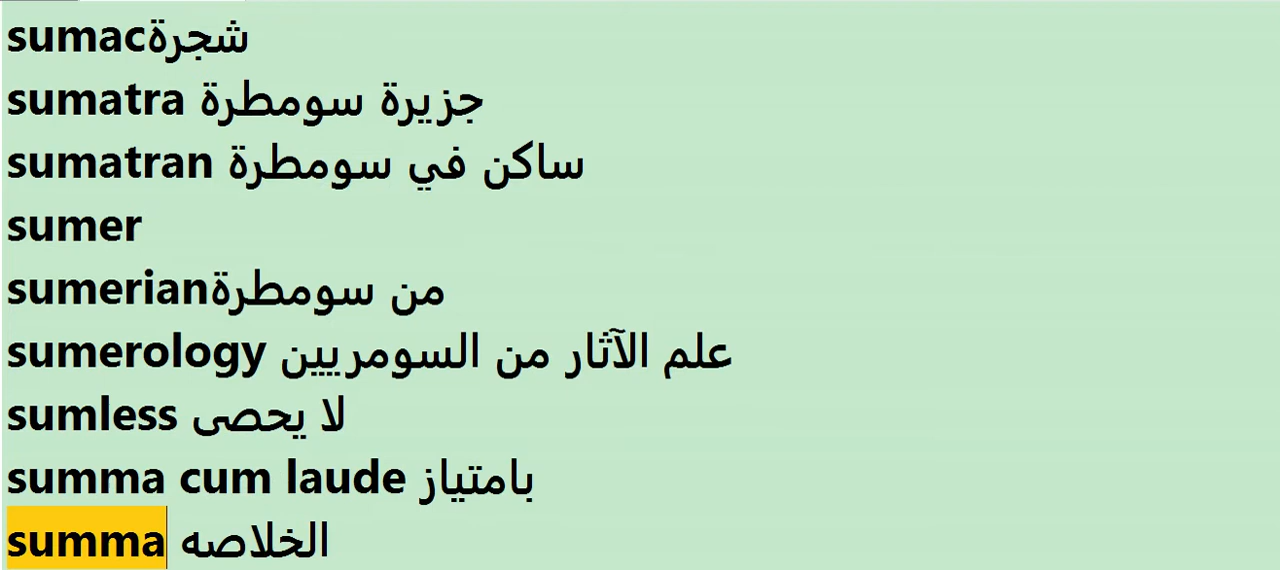 sumacشجرة
sumatra جزيرة سومطرة
sumatran ساكن في سومطرة
sumer
sumerianمن سومطرة
sumerology علم الآثار من السومريين
sumless لا يحصى
summa cum laude بامتياز
summa الخلاصه